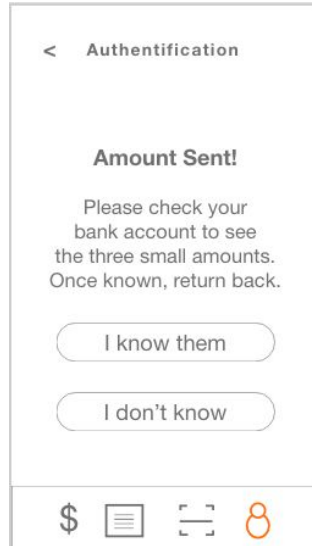 < Authentification
Amount Sent!
Please check your
bank account to see
the three small amounts.
Once known, return back.
I know them
I don't know
$